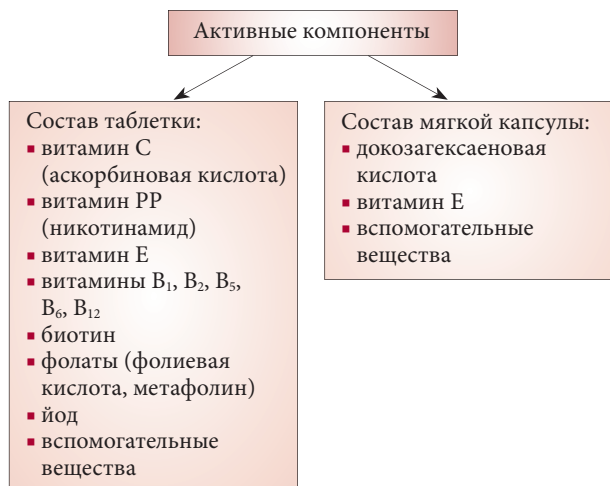 Активные компоненты
Состав таблетки:
▪ витамин С
(аскорбиновая кислота)
▪ витамин РР
(никотинамид)
▪ витамин Е
▪ витамины B₁, B₂, B₅,
B₆, B₁₂
▪ биотин
▪ фолаты (фолиевая
кислота, метафолин)
▪ йод
▪ вспомогательные
вещества
Состав мягкой капсулы:
▪ докозагексаеновая
кислота
▪ витамин Е
▪ вспомогательные
вещества